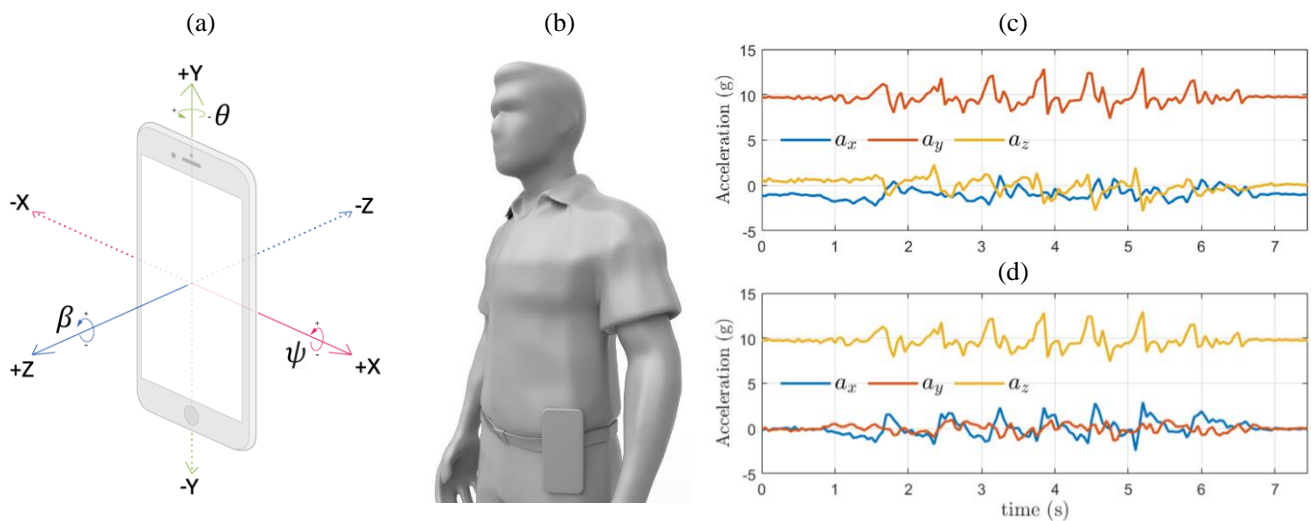 (a)
+Y
+ - θ
-X
-Z
β
+
-
+Z
ψ
+
-
+X
-Y
(b)
(c)
15
10
5
0
-5
Acceleration (g)
a_x a_y a_z
0 1 2 3 4 5 6 7
(d)
15
10
5
0
-5
Acceleration (g)
a_x a_y a_z
0 1 2 3 4 5 6 7
time (s)